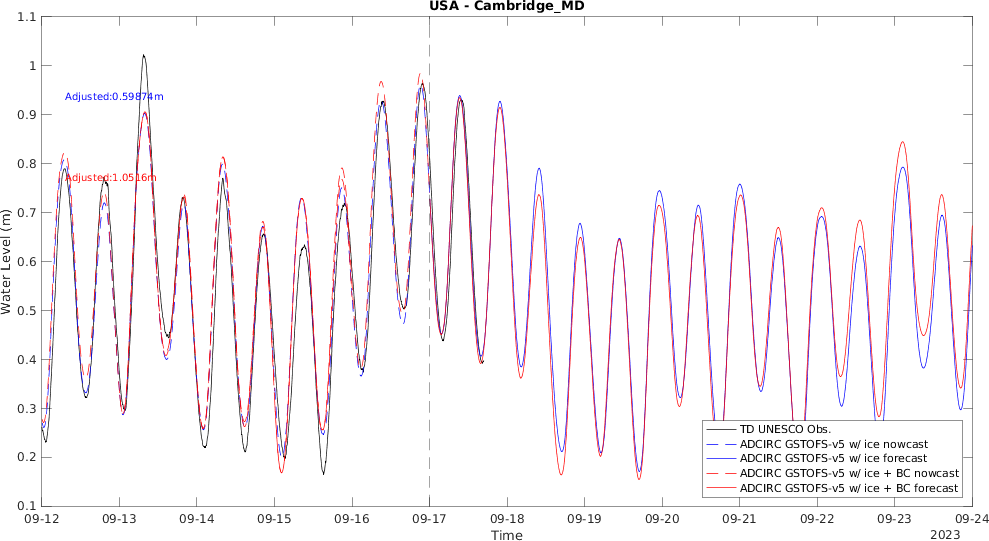 USA - Cambridge_MD
1.1
1
0.9
0.8
0.7
0.6
0.5
0.4
0.3
0.2
0.1
Water Level (m)
Adjusted:0.59874m
Adjusted:1.0516m
TD UNESCO Obs.
ADCIRC GSTOFS-v5 w/ ice nowcast
ADCIRC GSTOFS-v5 w/ ice forecast
ADCIRC GSTOFS-v5 w/ ice + BC nowcast
ADCIRC GSTOFS-v5 w/ ice + BC forecast
09-12 09-13 09-14 09-15 09-16 09-17 09-18 09-19 09-20 09-21 09-22 09-23 09-24
Time
2023